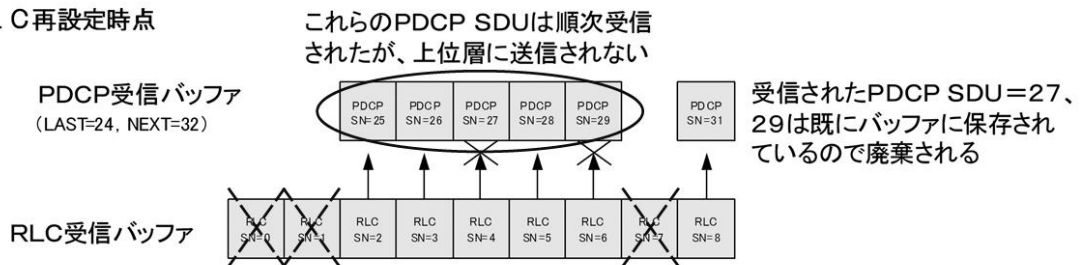 C再設定時点
これらのPDCP SDUは順次受信
されたが、上位層に送信されない
PDCP受信バッファ
(LAST=24, NEXT=32)
PDCP SN=25
PDCP SN=26
PDCP SN=27
PDCP SN=28
PDCP SN=29
PDCP SN=31
受信されたPDCP SDU=27、
29は既にバッファに保存され
ているので廃棄される
RLC受信バッファ
RLC SN=0
RLC SN=1
RLC SN=2
RLC SN=3
RLC SN=4
RLC SN=5
RLC SN=6
RLC SN=7
RLC SN=8